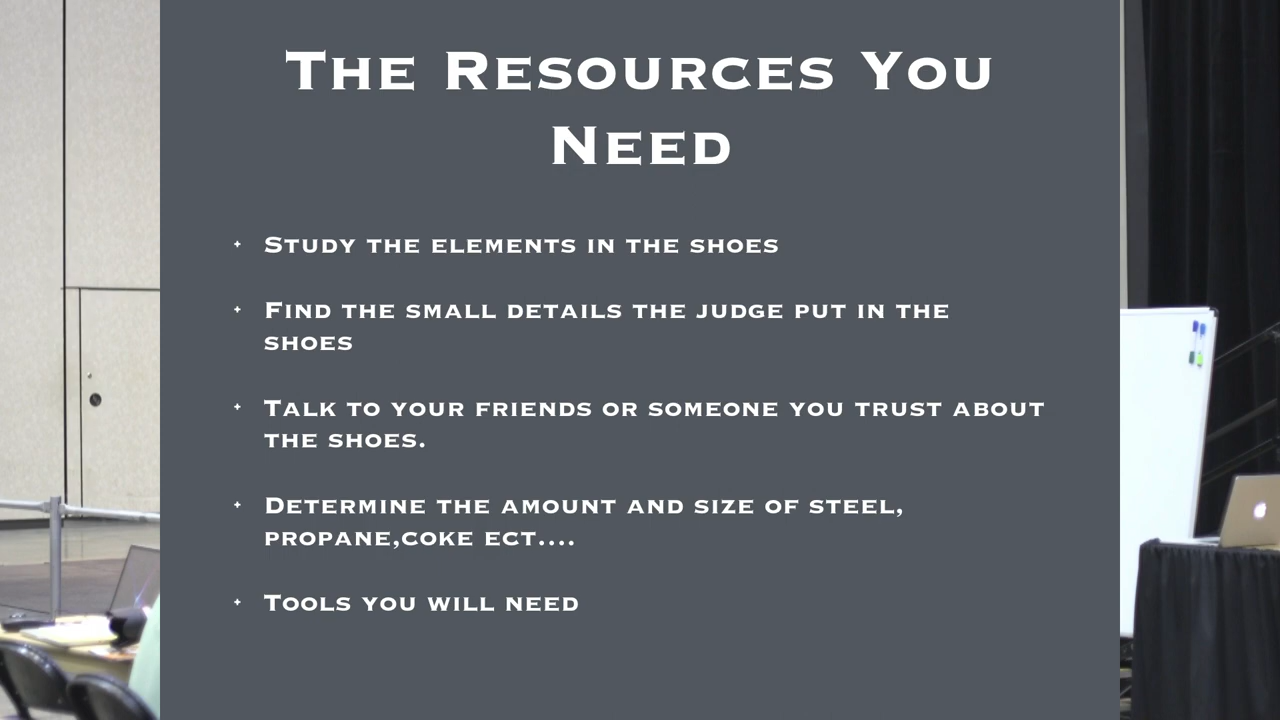 The Resources You
Need
Study the elements in the shoes
Find the small details the judge put in the
shoes
Talk to your friends or someone you trust about
the shoes.
Determine the amount and size of steel,
propane,coke ect....
Tools you will need